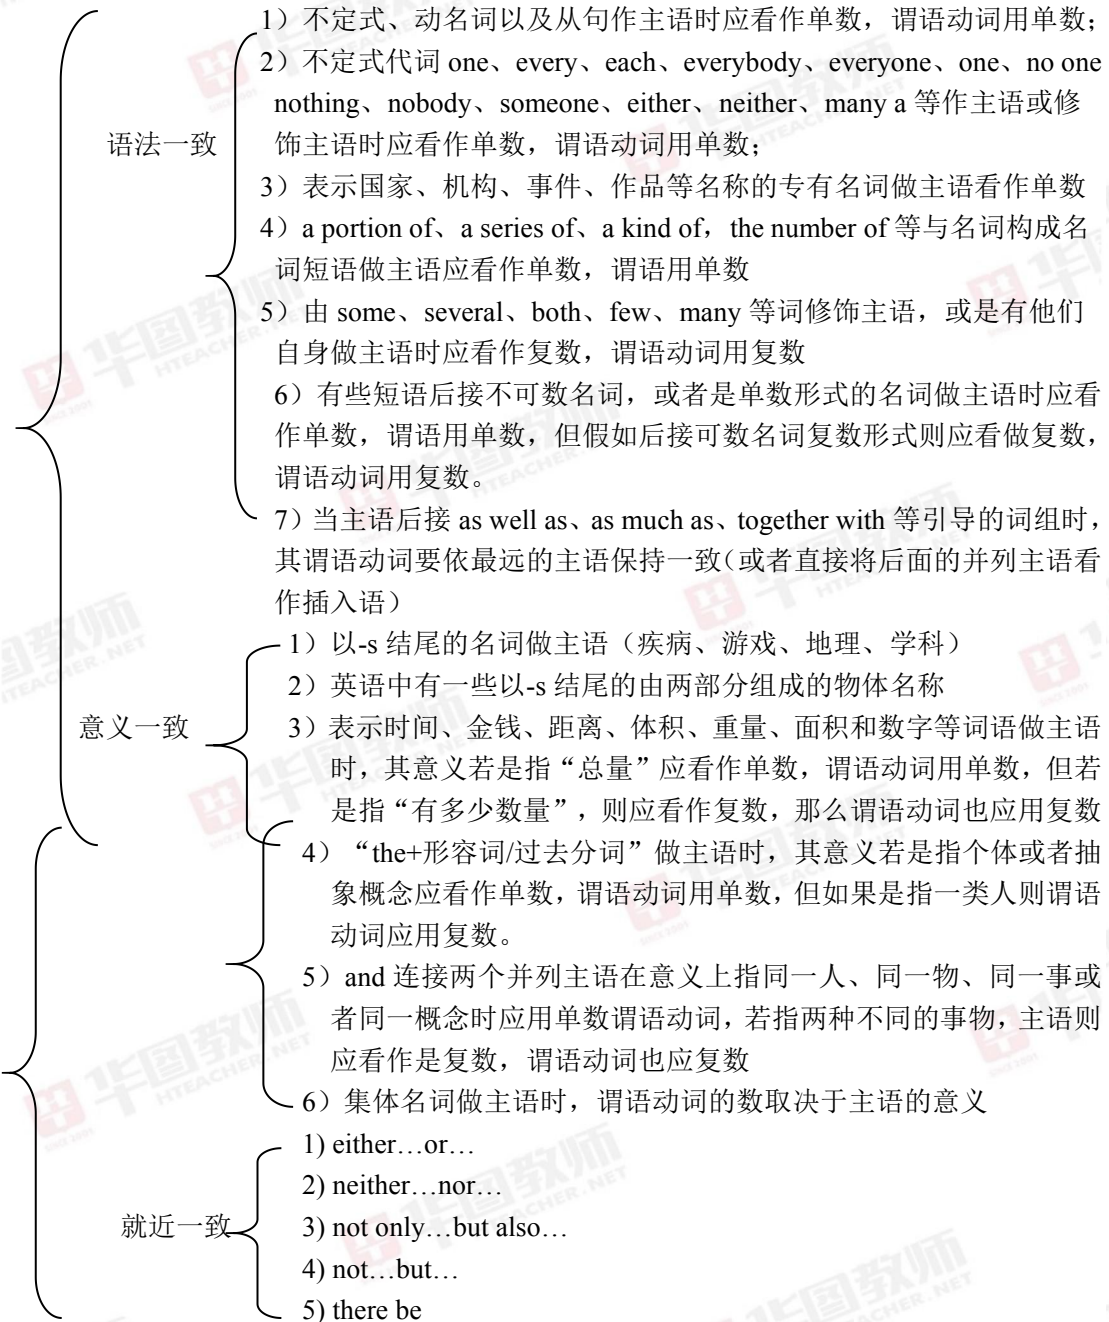 1）不定式、动名词以及从句作主语时应看作单数，谓语动词用单数；
2）不定式代词 one、every、each、everybody、everyone、one、no one
nothing、nobody、someone、either、neither、many a 等作主语或修
语法一致
饰主语时应看作单数，谓语动词用单数；
3）表示国家、机构、事件、作品等名称的专有名词做主语看作单数
4）a portion of、a series of、a kind of，the number of 等与名词构成名
词短语做主语应看作单数，谓语用单数
5）由 some、several、both、few、many 等词修饰主语，或是有他们
自身做主语时应看作复数，谓语动词用复数
6）有些短语后接不可数名词，或者是单数形式的名词做主语时应看
作单数，谓语用单数，但假如后接可数名词复数形式则应看做复数，
谓语动词用复数。
7）当主语后接 as well as、as much as、together with 等引导的词组时，
其谓语动词要依最远的主语保持一致（或者直接将后面的并列主语看
作插入语）
1）以-s 结尾的名词做主语（疾病、游戏、地理、学科）
2）英语中有一些以-s 结尾的由两部分组成的物体名称
意义一致
3）表示时间、金钱、距离、体积、重量、面积和数字等词语做主语
时，其意义若是指“总量”应看作单数，谓语动词用单数，但若
是指“有多少数量”，则应看作复数，那么谓语动词也应用复数
4）“the+形容词/过去分词”做主语时，其意义若是指个体或者抽
象概念应看作单数，谓语动词用单数，但如果是指一类人则谓语
动词应用复数。
5）and 连接两个并列主语在意义上指同一人、同一物、同一事或
者同一概念时应用单数谓语动词，若指两种不同的事物，主语则
应看作是复数，谓语动词也应复数
6）集体名词做主语时，谓语动词的数取决于主语的意义
1) either…or…
2) neither…nor…
就近一致
3) not only…but also…
4) not…but…
5) there be
华图教师
HTEACHER.NET
SINCE 2001